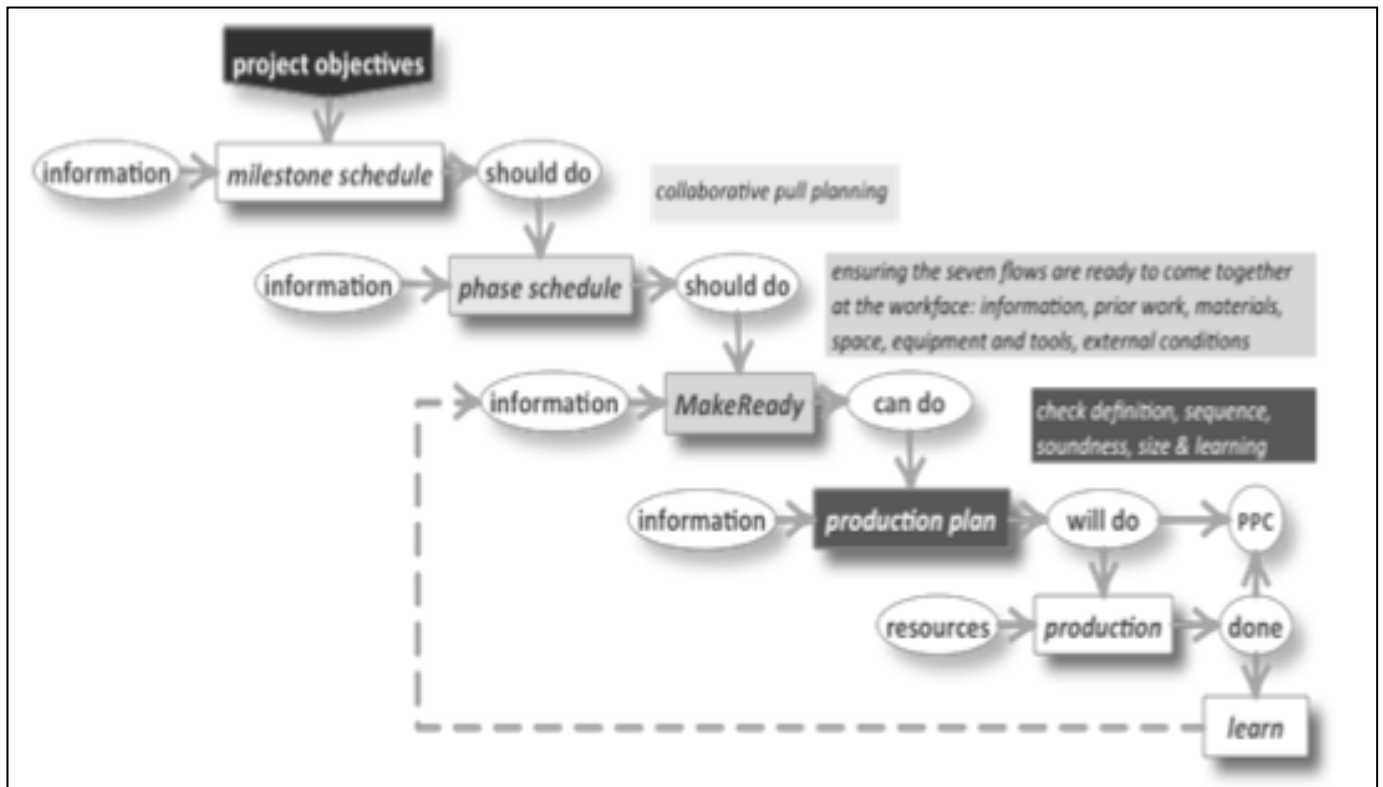 project objectives
information
milestone schedule
should do
collaborative pull planning
information
phase schedule
should do
ensuring the seven flows are ready to come together
at the workface: information, prior work, materials,
space, equipment and tools, external conditions
information
MakeReady
can do
check definition, sequence,
soundness, size & learning
information
production plan
will do
PPC
resources
production
done
learn